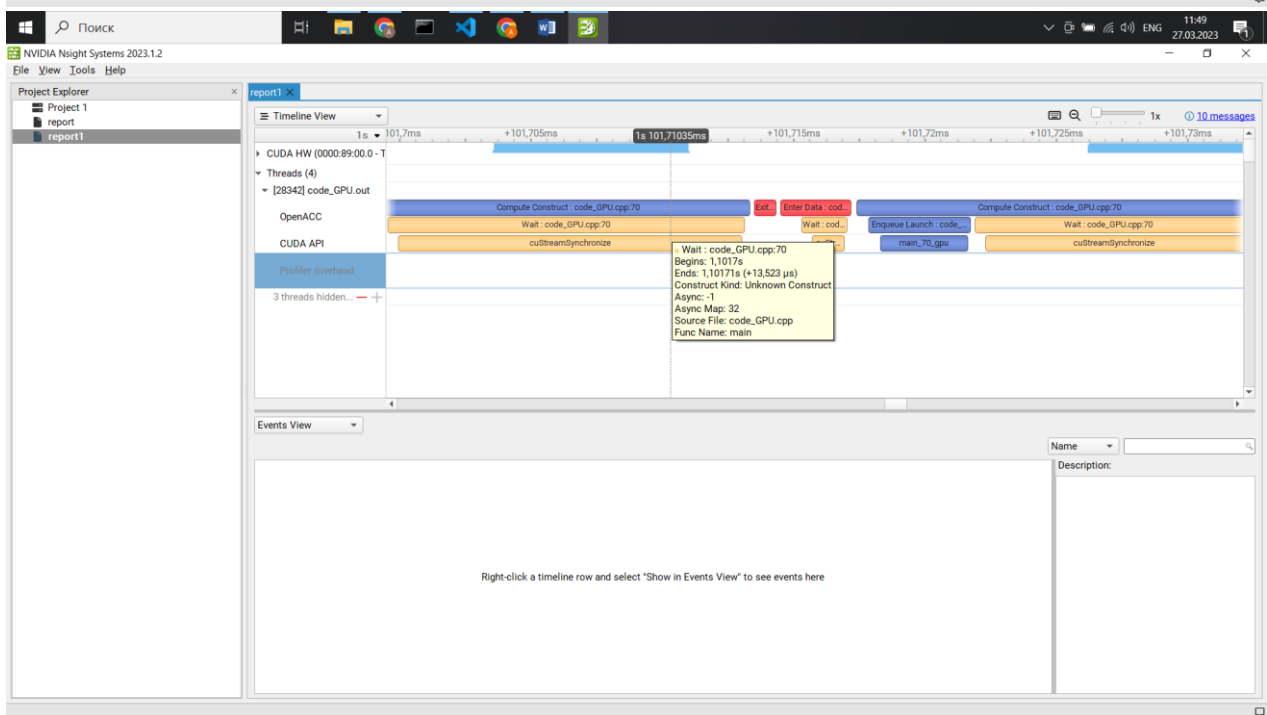 Поиск
ENG
11:49
27.03.2023
NVIDIA Nsight Systems 2023.1.2
File View Tools Help
Project Explorer
Project 1
report
report1
report1
Timeline View
1x
10 messages
1s
101,7ms
+101,705ms
1s 101,71035ms
+101,715ms
+101,72ms
+101,725ms
+101,73ms
CUDA HW (0000:89:00.0 - T
Threads (4)
[28342] code_GPU.out
OpenACC
Compute Construct : code_GPU.cpp:70
Exit...
Enter Data : cod...
Compute Construct : code_GPU.cpp:70
Wait : code_GPU.cpp:70
Wait : cod...
Enqueue Launch : code_...
Wait : code_GPU.cpp:70
CUDA API
cuStreamSynchronize
main_70_gpu
cuStreamSynchronize
Wait : code_GPU.cpp:70
Begins: 1,1017s
Ends: 1,10171s (+13,523 μs)
Construct Kind: Unknown Construct
Async: -1
Async Map: 32
Source File: code_GPU.cpp
Func Name: main
Profiler overhead
3 threads hidden...
Events View
Name
Description:
Right-click a timeline row and select "Show in Events View" to see events here